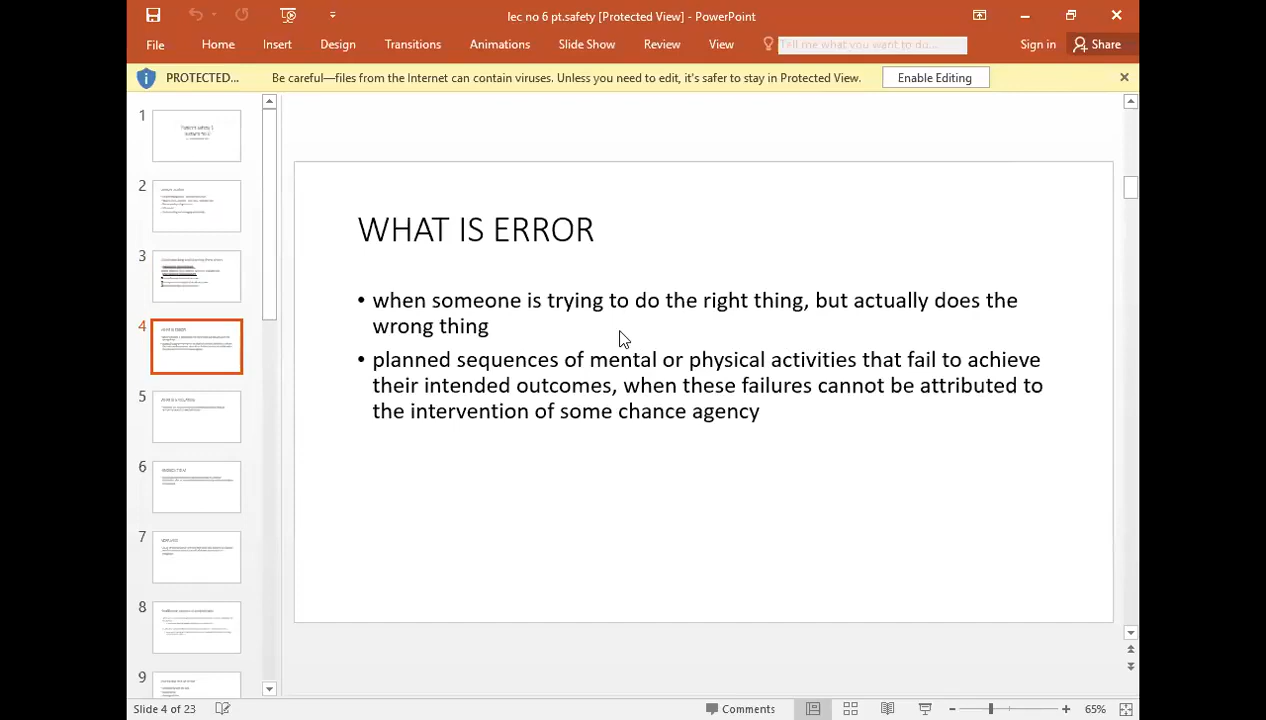 lec no 6 pt.safety [Protected View] - PowerPoint
File Home Insert Design Transitions Animations Slide Show Review View Tell me what you want to do... Sign in Share
PROTECTED... Be careful—files from the Internet can contain viruses. Unless you need to edit, it's safer to stay in Protected View. Enable Editing
1
2
3
4
5
6
7
8
9
WHAT IS ERROR
• when someone is trying to do the right thing, but actually does the
wrong thing
• planned sequences of mental or physical activities that fail to achieve
their intended outcomes, when these failures cannot be attributed to
the intervention of some chance agency
Slide 4 of 23 Comments 65%